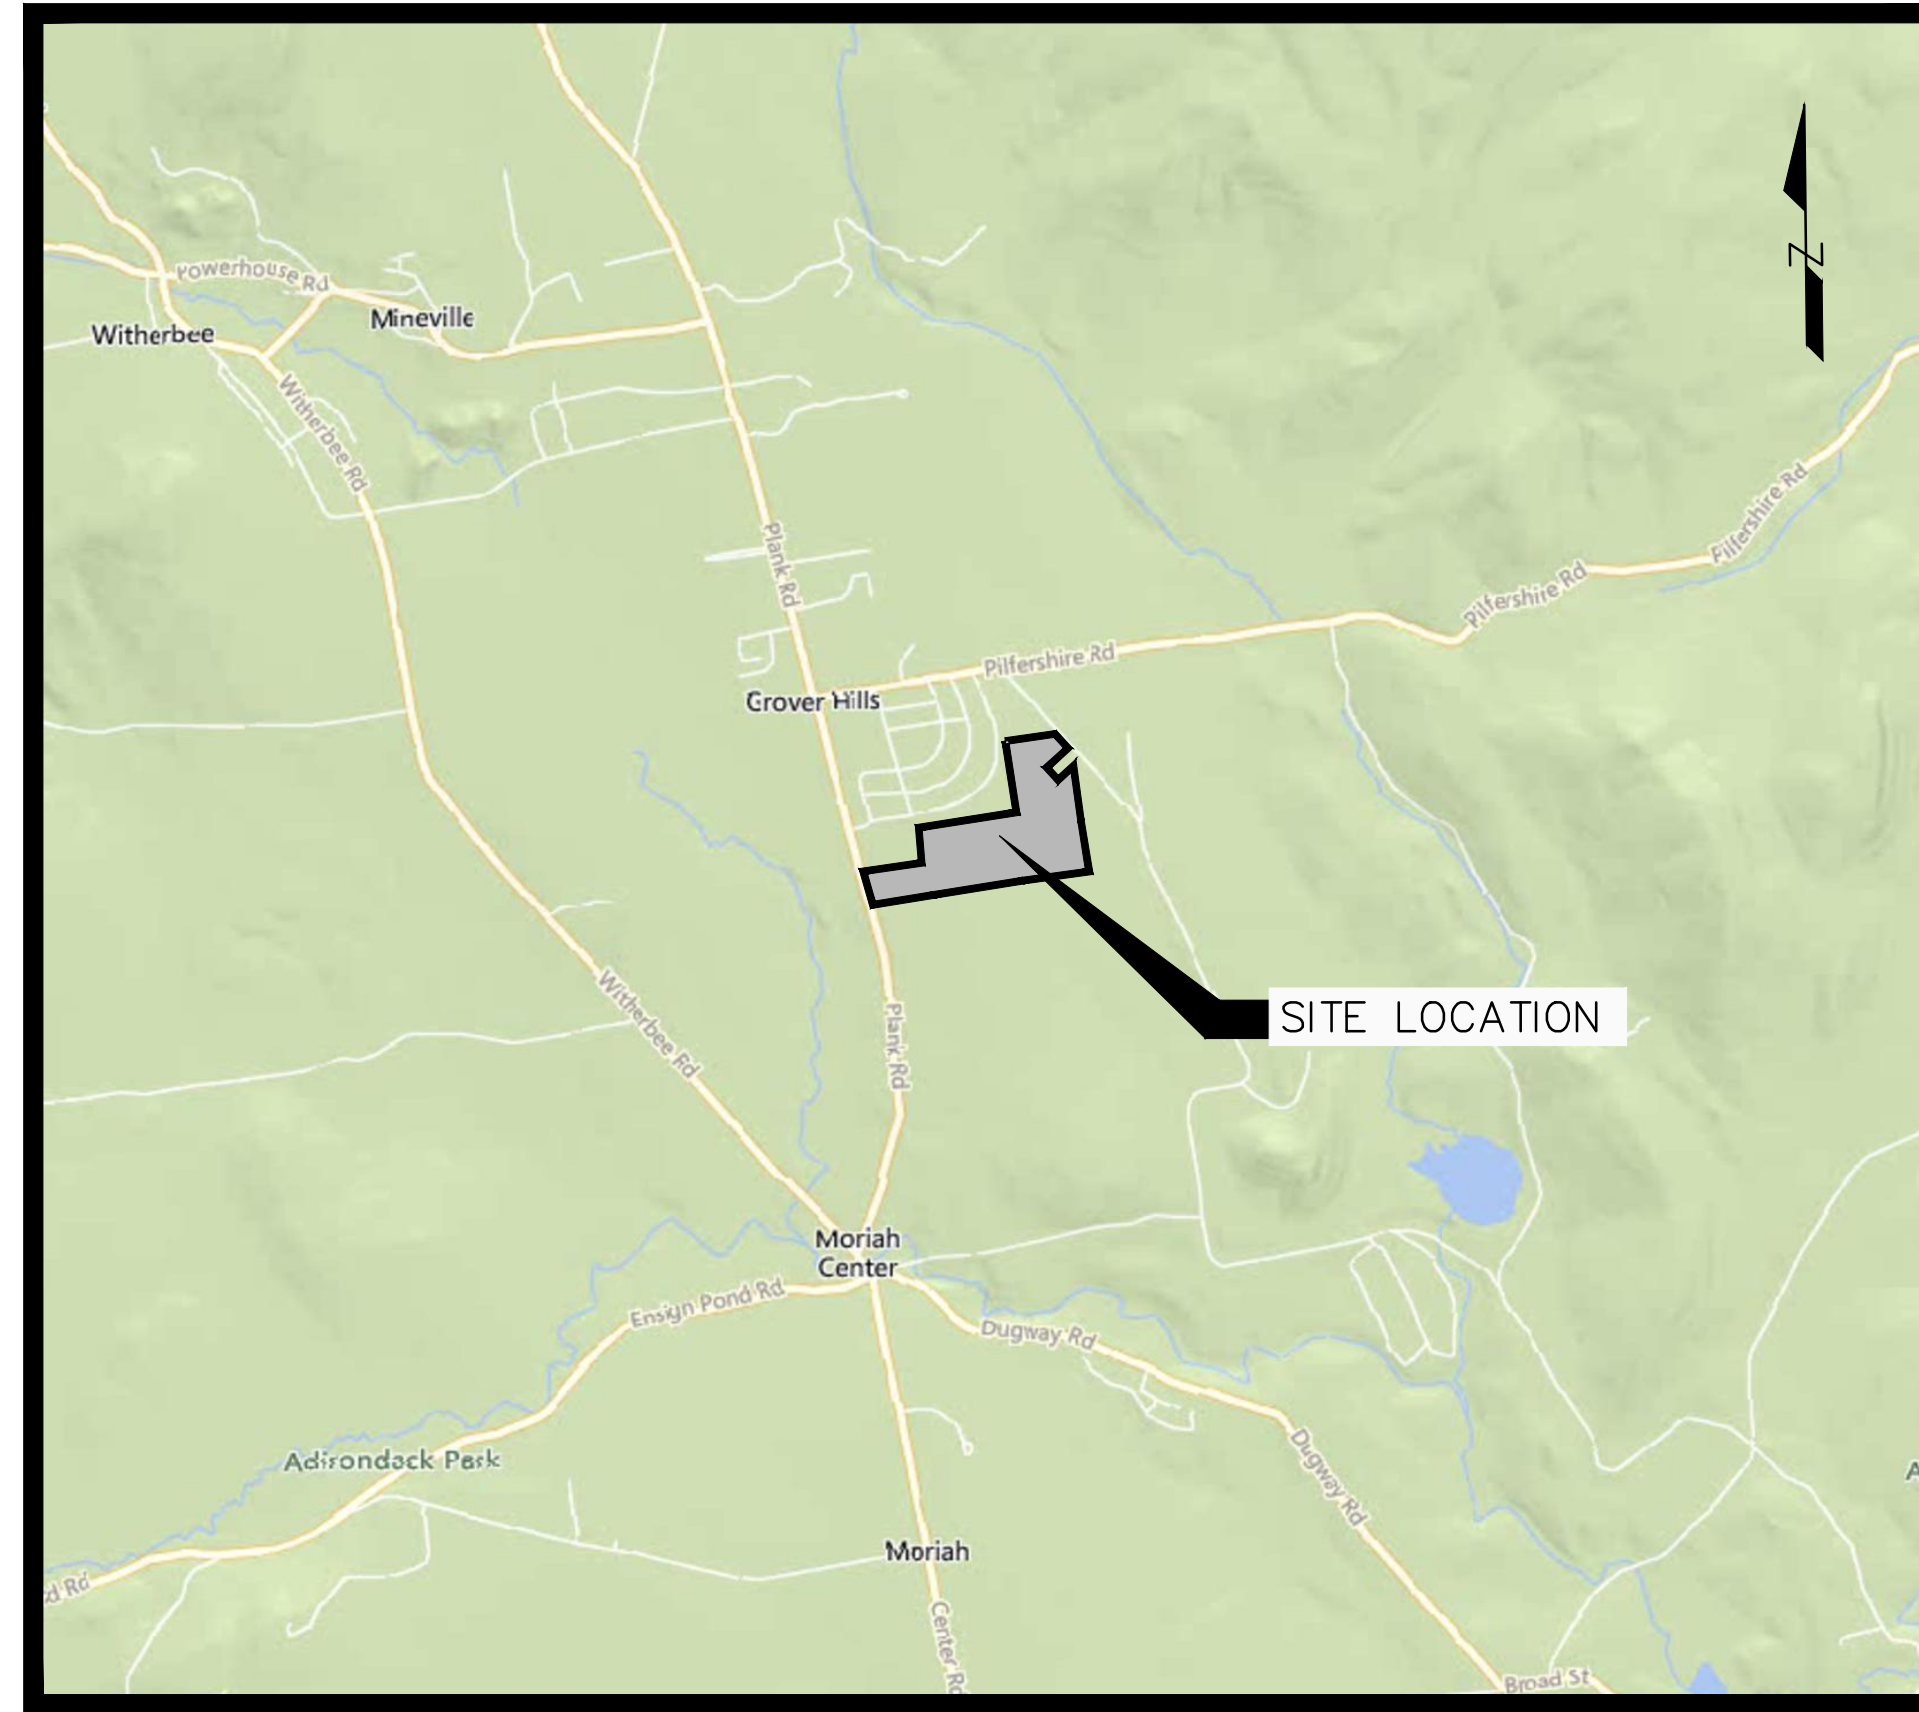 N
Powerhouse Rd
Mineville
Witherbee
Witherbee Rd
Plank Rd
Pilfershire Rd
Pilfershire Rd
Pilfershire Rd
Grover Hills
Witherbee Rd
Plank Rd
SITE LOCATION
Moriah
Center
Ensign Pond Rd
Dugway Rd
Adirondack Park
A
Dugway Rd
Moriah
d Rd
Center Rd
Broad St